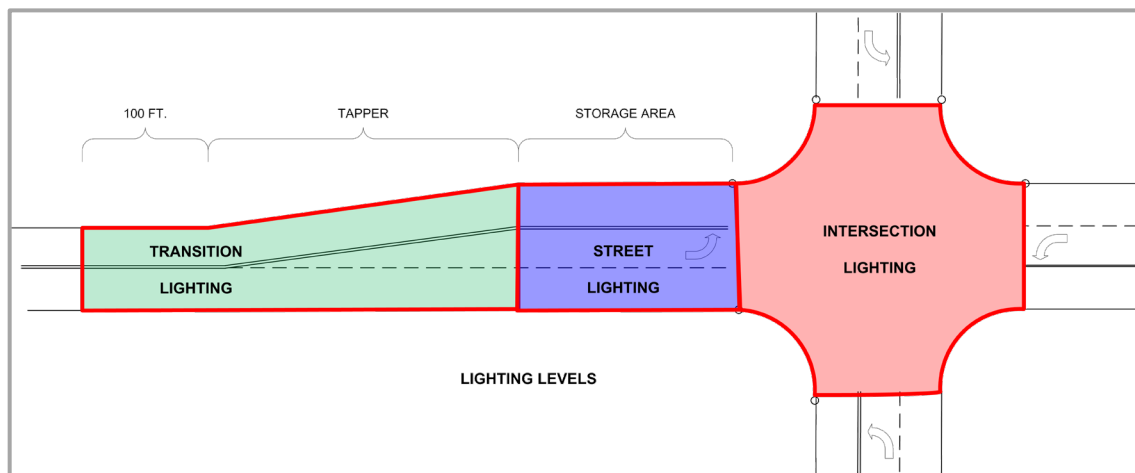 100 FT.
TAPPER
STORAGE AREA
TRANSITION
LIGHTING
STREET
LIGHTING
INTERSECTION
LIGHTING
LIGHTING LEVELS